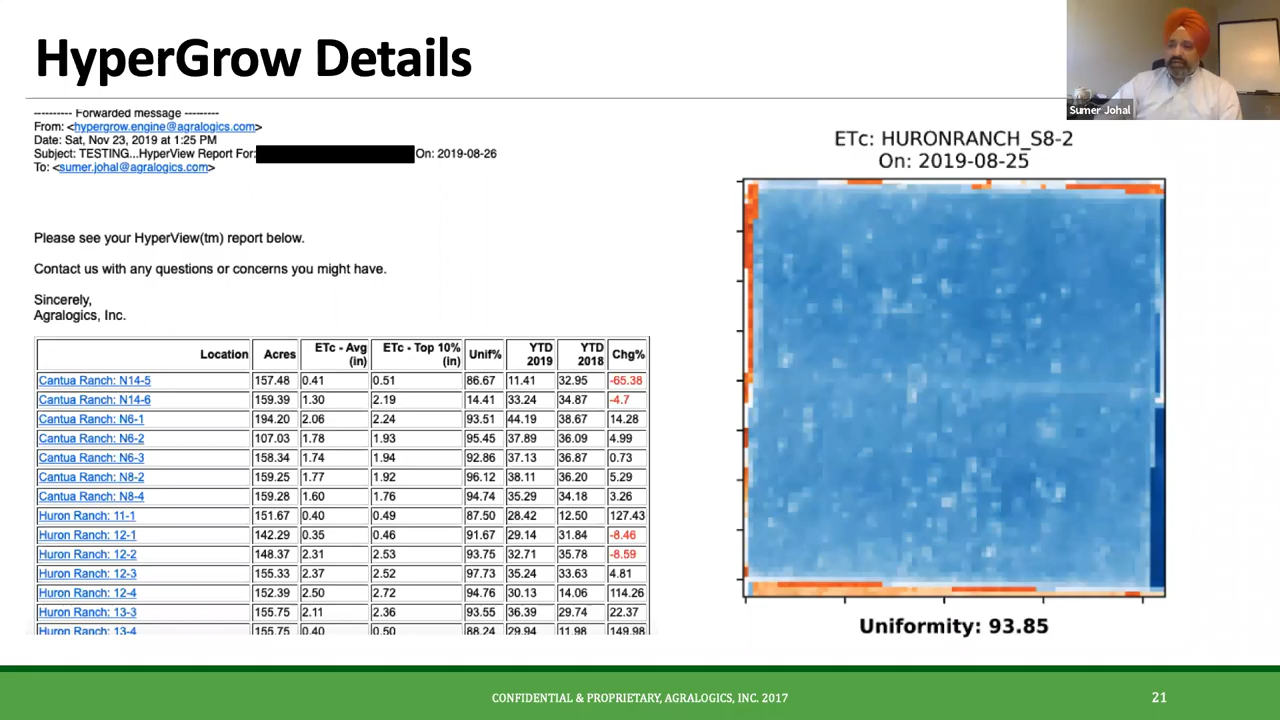 HyperGrow Details
Sumer Johal
---------- Forwarded message ---------
From: <hypergrow.engine@agralogics.com>
Date: Sat, Nov 23, 2019 at 1:25 PM
Subject: TESTING...HyperView Report For: On: 2019-08-26
To: <sumer.johal@agralogics.com>
Please see your HyperView(tm) report below.
Contact us with any questions or concerns you might have.
Sincerely,
Agralogics, Inc.
Location Acres ETc - Avg (in) ETc - Top 10% (in) Unif% YTD 2019 YTD 2018 Chg%
Cantua Ranch: N14-5 157.48 0.41 0.51 86.67 11.41 32.95 -65.38
Cantua Ranch: N14-6 159.39 1.30 2.19 14.41 33.24 34.87 -4.7
Cantua Ranch: N6-1 194.20 2.06 2.24 93.51 44.19 38.67 14.28
Cantua Ranch: N6-2 107.03 1.78 1.93 95.45 37.89 36.09 4.99
Cantua Ranch: N6-3 158.34 1.74 1.94 92.86 37.13 36.87 0.73
Cantua Ranch: N8-2 159.25 1.77 1.92 96.12 38.11 36.20 5.29
Cantua Ranch: N8-4 159.28 1.60 1.76 94.74 35.29 34.18 3.26
Huron Ranch: 11-1 151.67 0.40 0.49 87.50 28.42 12.50 127.43
Huron Ranch: 12-1 142.29 0.35 0.46 91.67 29.14 31.84 -8.46
Huron Ranch: 12-2 148.37 2.31 2.53 93.75 32.71 35.78 -8.59
Huron Ranch: 12-3 155.33 2.37 2.52 97.73 35.24 33.63 4.81
Huron Ranch: 12-4 152.39 2.50 2.72 94.76 30.13 14.06 114.26
Huron Ranch: 13-3 155.75 2.11 2.36 93.55 36.39 29.74 22.37
Huron Ranch: 13-4 155.75 0.40 0.50 88.24 29.94 11.98 149.98
ETc: HURONRANCH_S8-2
On: 2019-08-25
Uniformity: 93.85
CONFIDENTIAL & PROPRIETARY, AGRALOGICS, INC. 2017
21